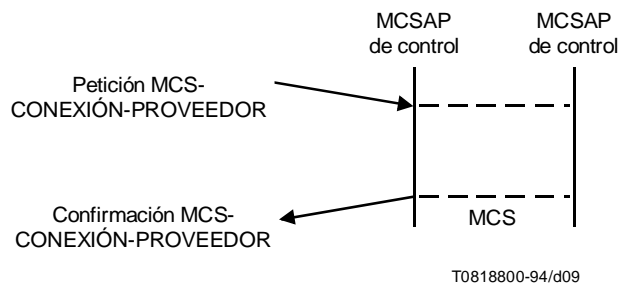 MCSAP
de control
MCSAP
de control
Petición MCS-
CONEXIÓN-PROVEEDOR
Confirmación MCS-
CONEXIÓN-PROVEEDOR
MCS
T0818800-94/d09